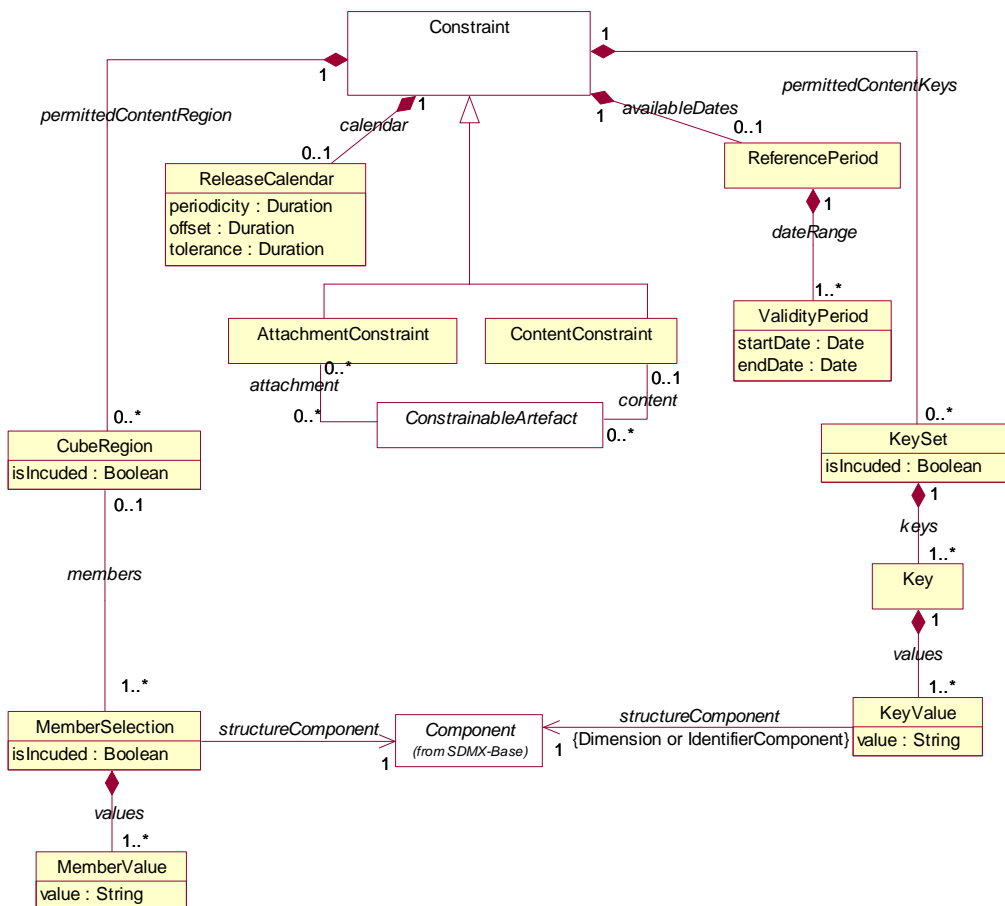 Constraint
1
1
1
1
1
permittedContentRegion
permittedContentKeys
calendar
availableDates
0..1
0..1
ReleaseCalendar
periodicity : Duration
offset : Duration
tolerance : Duration
ReferencePeriod
1
dateRange
1..*
ValidityPeriod
startDate : Date
endDate : Date
AttachmentConstraint
ContentConstraint
0..*
attachment
0..1
content
0..*
ConstrainableArtefact
0..*
0..*
CubeRegion
isIncuded : Boolean
0..1
0..*
KeySet
isIncuded : Boolean
1
keys
1..*
Key
1
values
1..*
members
1..*
MemberSelection
isIncuded : Boolean
structureComponent
1
Component
(from SDMX-Base)
structureComponent
{Dimension or IdentifierComponent}
1
KeyValue
value : String
values
1..*
MemberValue
value : String